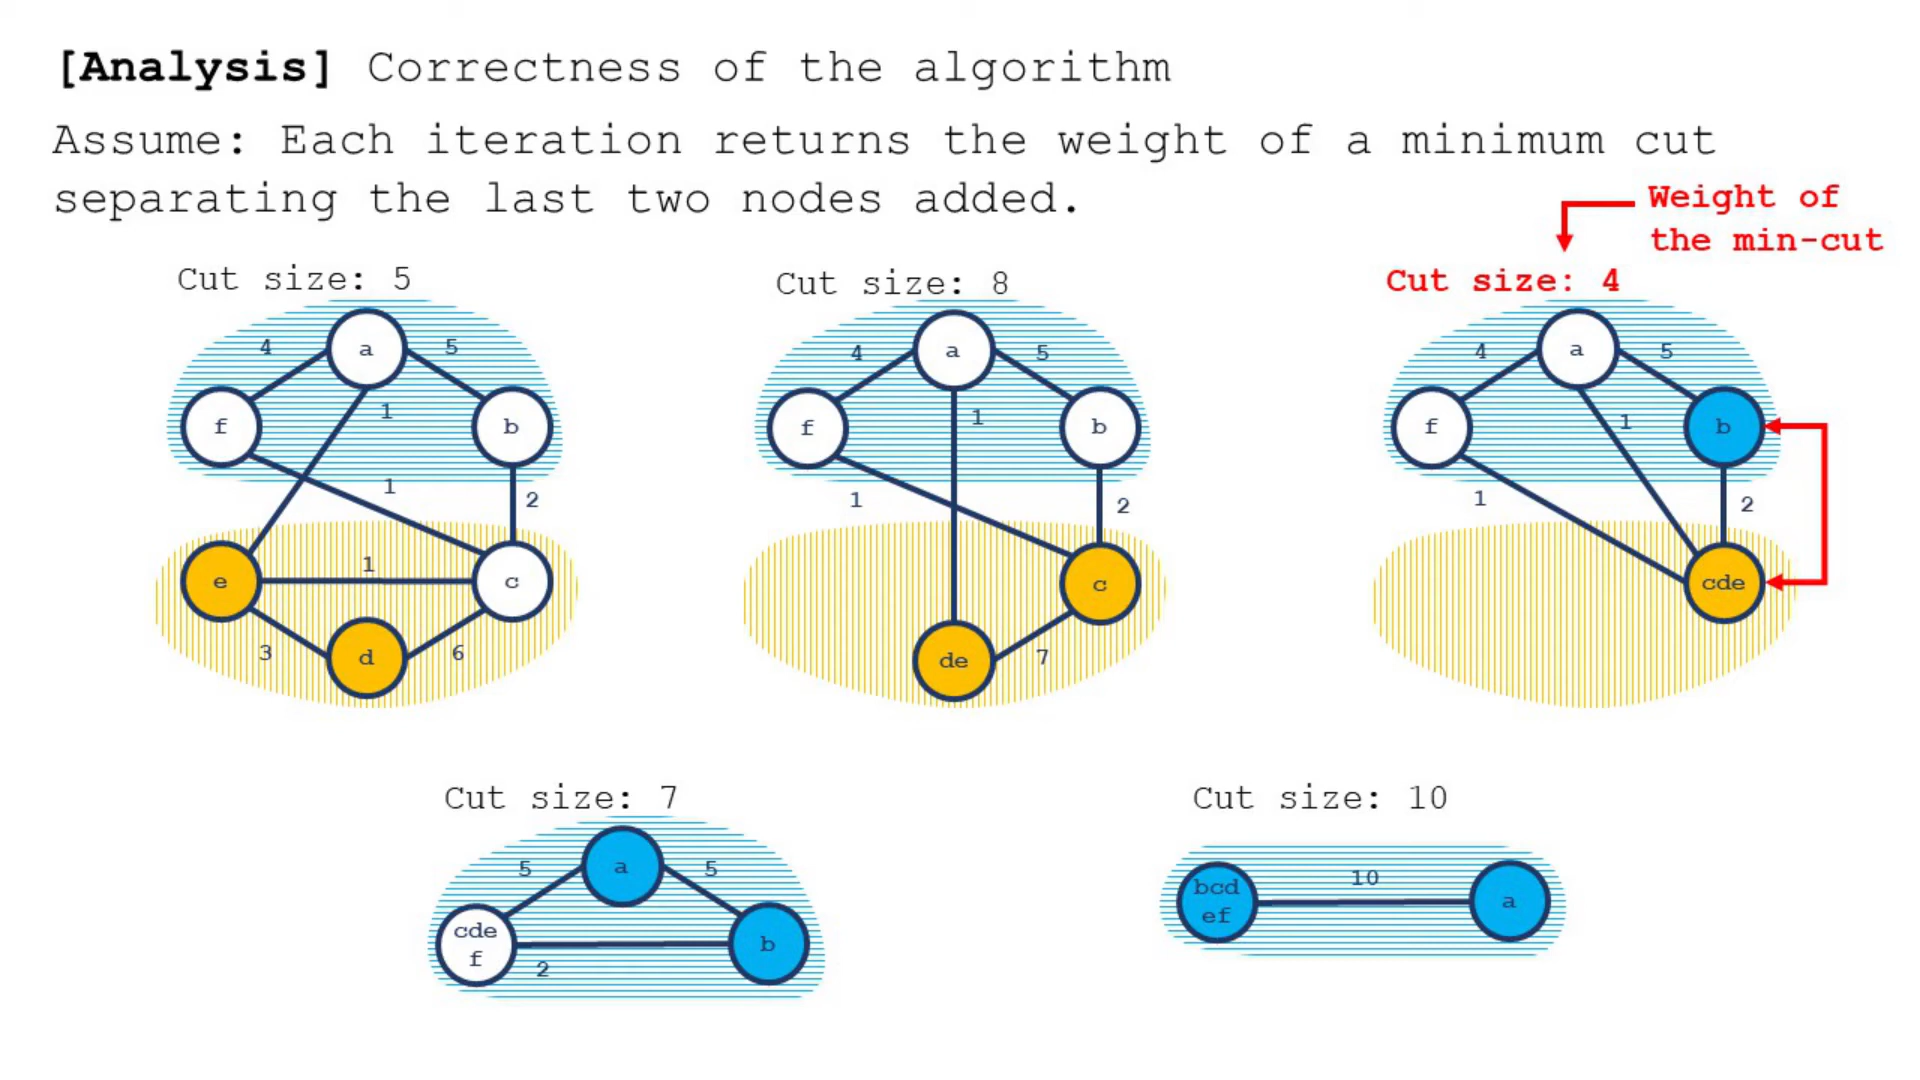 [Analysis] Correctness of the algorithm
Assume: Each iteration returns the weight of a minimum cut
separating the last two nodes added.
Weight of
the min-cut
Cut size: 5
4
a
5
f
1
b
1
2
e
1
c
3
d
6
Cut size: 8
4
a
5
f
1
b
1
2
c
de
7
Cut size: 4
4
a
5
f
1
b
1
2
cde
Cut size: 7
5
a
5
cde
f
2
b
Cut size: 10
bcd
ef
10
a